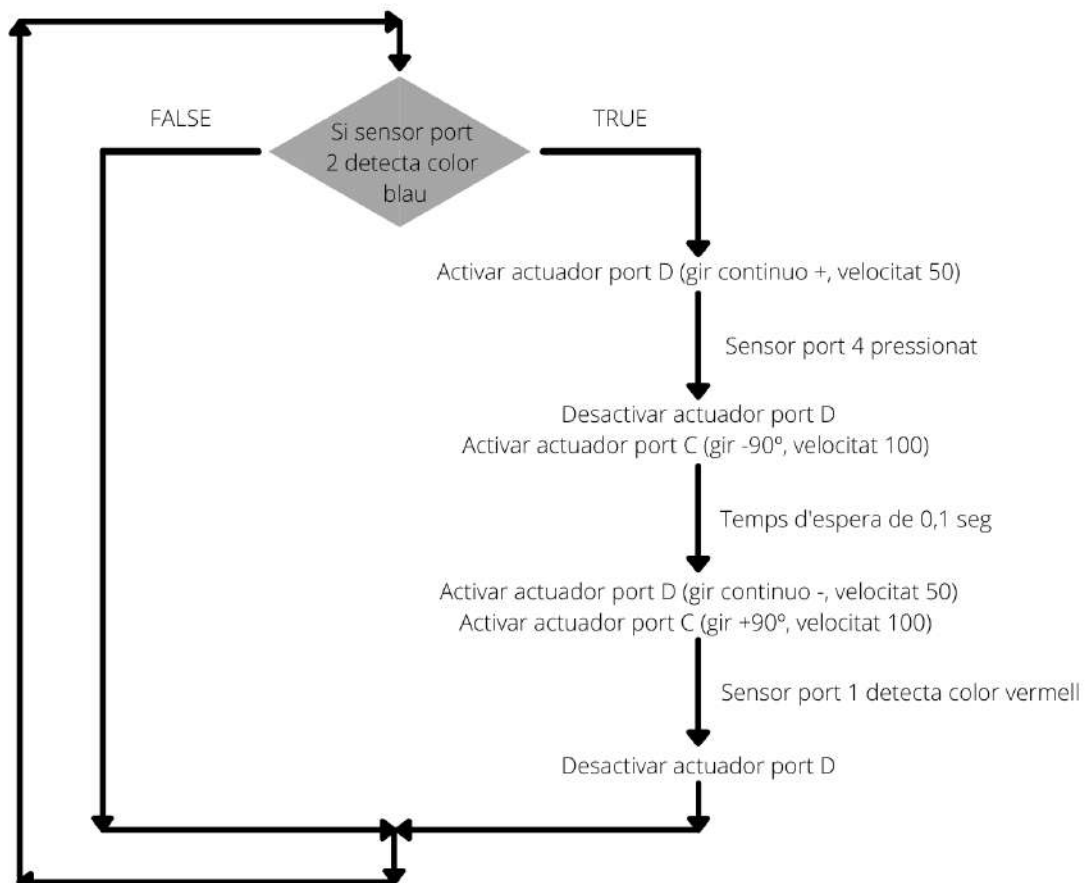 FALSE
TRUE
Si sensor port
2 detecta color
blau
Activar actuador port D (gir continuo +, velocitat 50)
Sensor port 4 pressionat
Desactivar actuador port D
Activar actuador port C (gir -90º, velocitat 100)
Temps d'espera de 0,1 seg
Activar actuador port D (gir continuo -, velocitat 50)
Activar actuador port C (gir +90º, velocitat 100)
Sensor port 1 detecta color vermell
Desactivar actuador port D